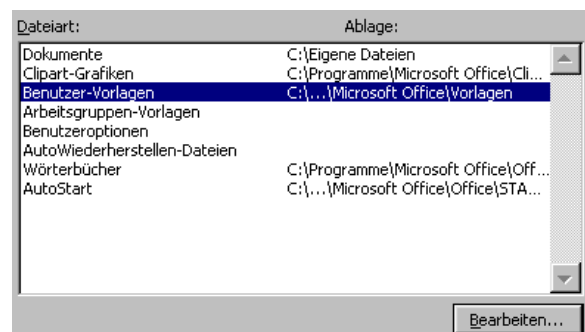 Dateiart: Ablage:
Dokumente C:\Eigene Dateien
Clipart-Grafiken C:\Programme\Microsoft Office\Cli...
Benutzer-Vorlagen C:\...\Microsoft Office\Vorlagen
Arbeitsgruppen-Vorlagen
Benutzeroptionen
AutoWiederherstellen-Dateien
Wörterbücher C:\Programme\Microsoft Office\Off...
AutoStart C:\...\Microsoft Office\Office\STA...
Bearbeiten...